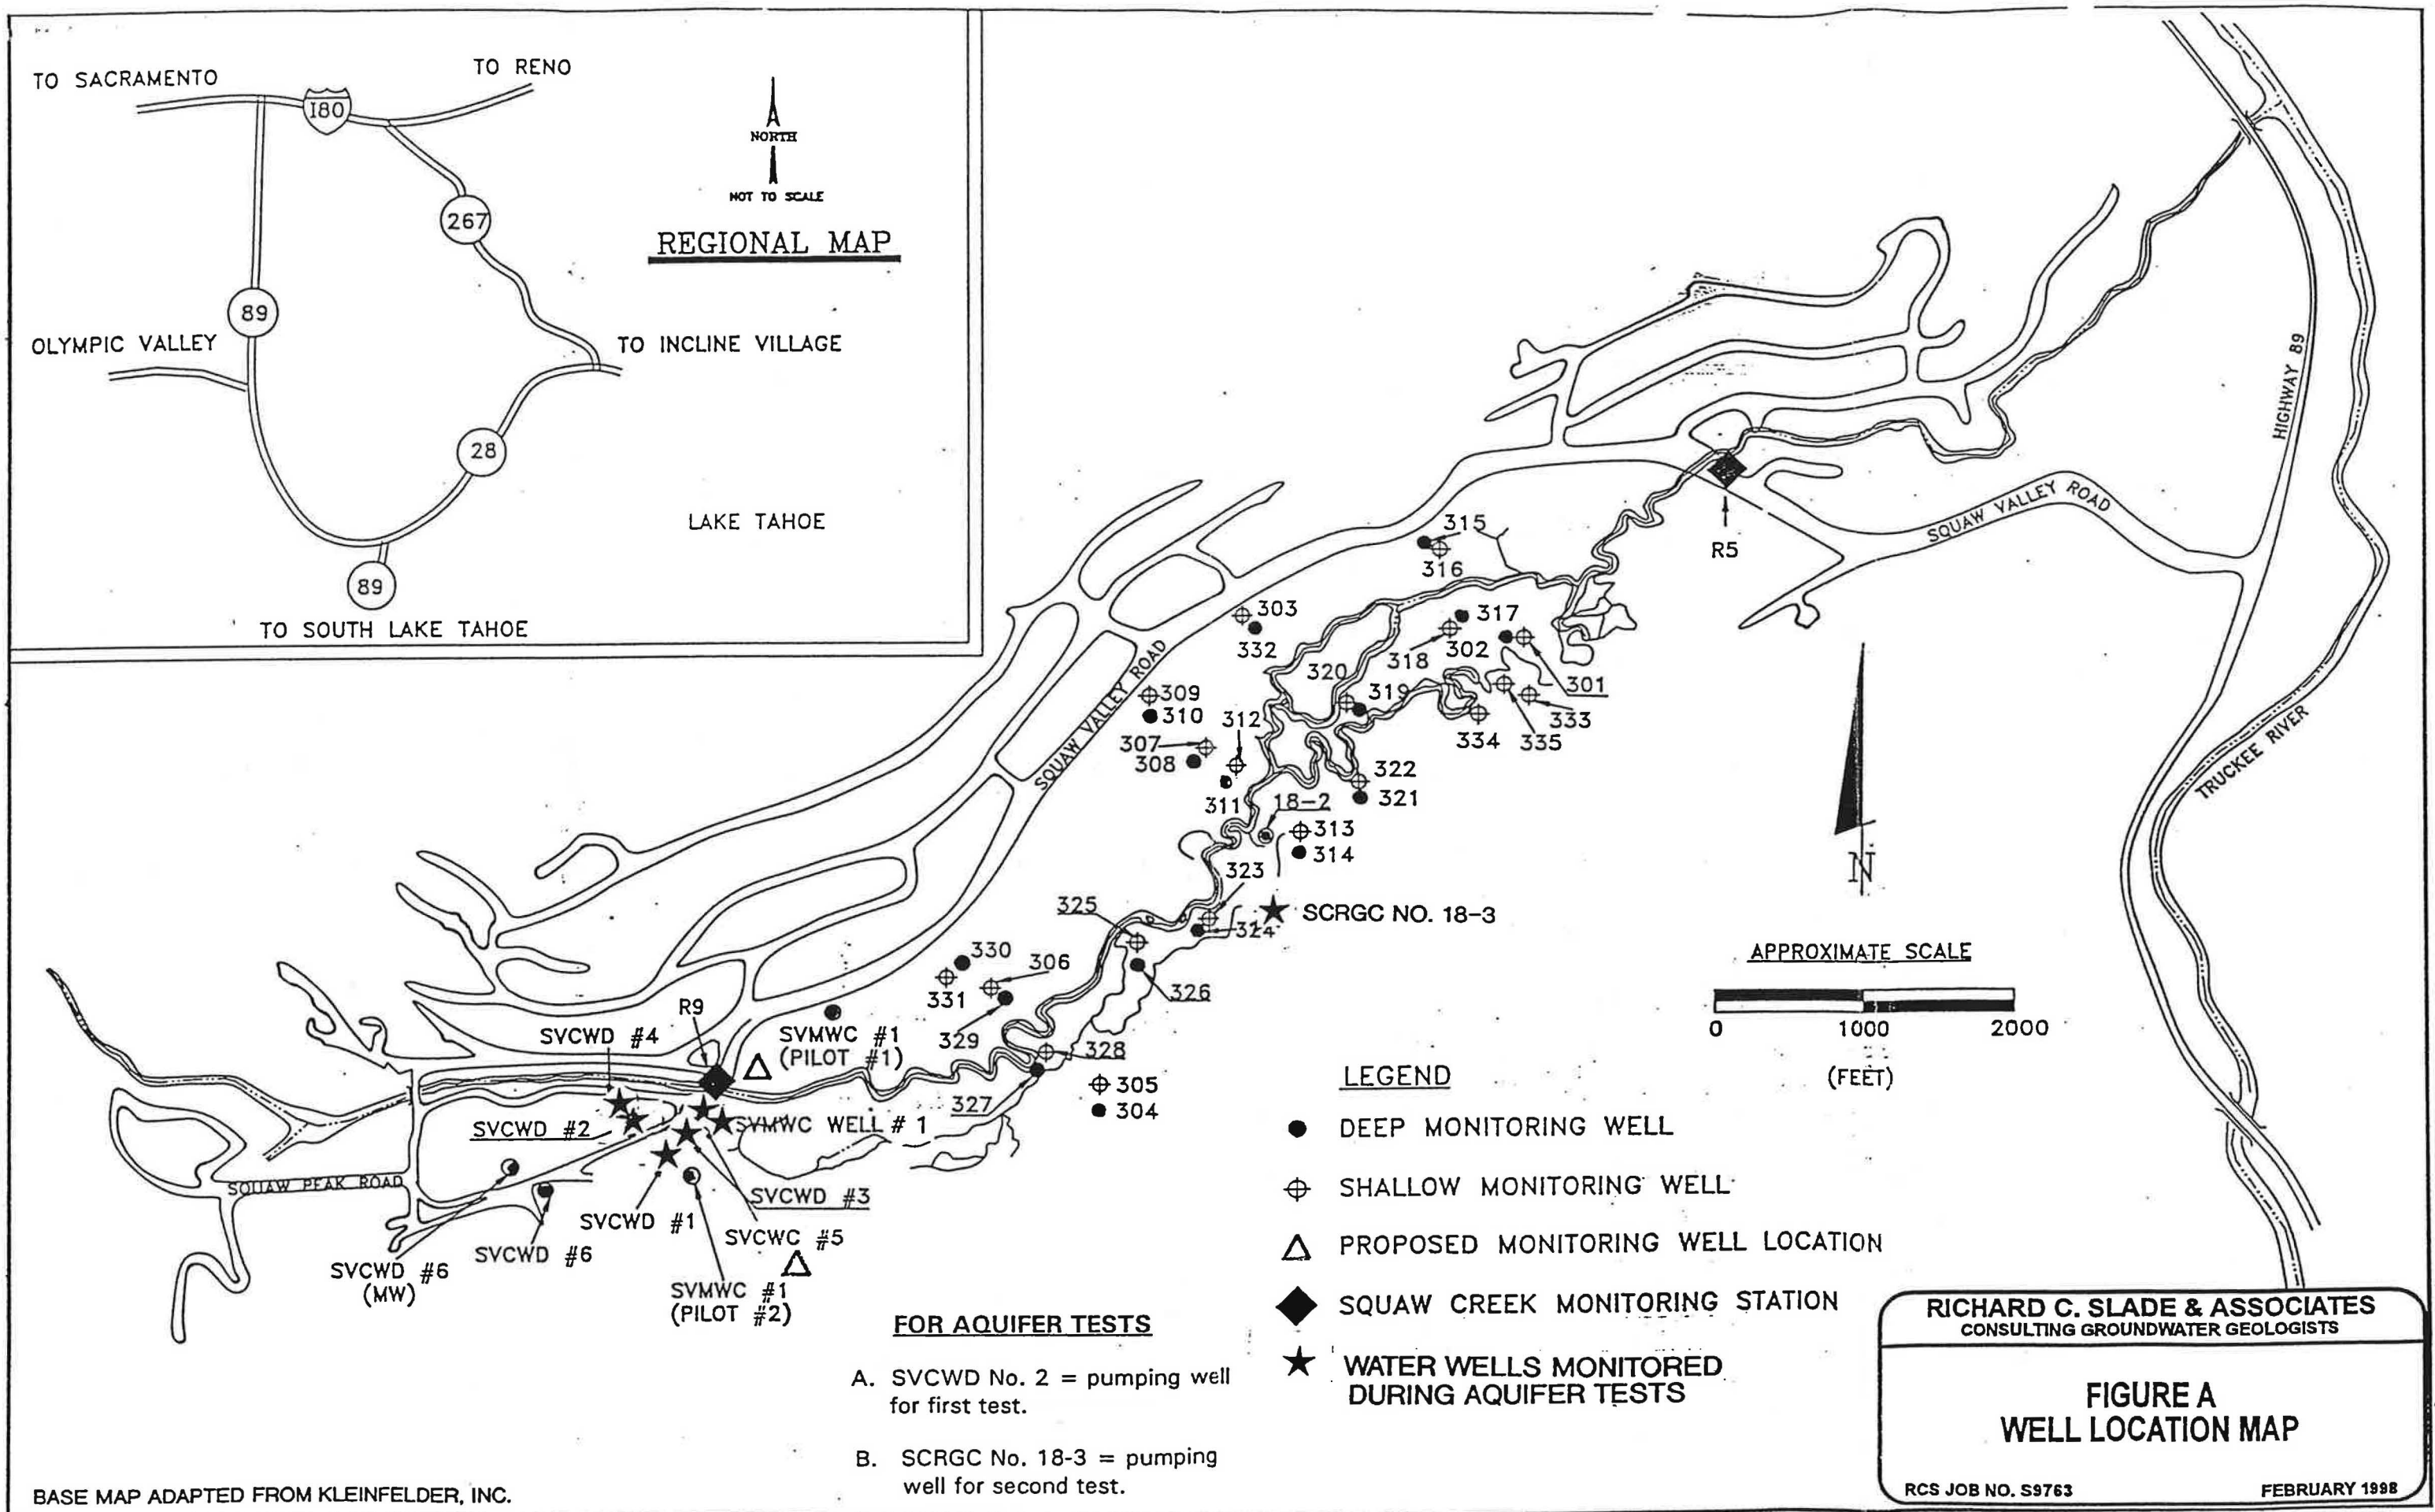 TO SACRAMENTO
TO RENO
I80
NORTH
NOT TO SCALE
REGIONAL MAP
267
89
OLYMPIC VALLEY
TO INCLINE VILLAGE
28
LAKE TAHOE
89
TO SOUTH LAKE TAHOE
HIGHWAY 89
SQUAW VALLEY ROAD
R5
315
316
303
332
317
318
302
301
320
319
309
310
312
307
308
311
334
335
333
322
321
18-2
313
314
323
324
325
326
SCRGC NO. 18-3
SQUAW VALLEY ROAD
TRUCKEE RIVER
N
330
331
306
329
328
327
305
304
R9
SVCWD #4
SVMWC #1
(PILOT #1)
SVCWD #2
SVMWC WELL # 1
SQUAW PEAK ROAD
SVCWD #3
SVCWD #1
SVCWC #5
SVCWD #6
SVCWD #6
(MW)
SVMWC #1
(PILOT #2)
APPROXIMATE SCALE
0 1000 2000
(FEET)
LEGEND
DEEP MONITORING WELL
SHALLOW MONITORING WELL
PROPOSED MONITORING WELL LOCATION
SQUAW CREEK MONITORING STATION
WATER WELLS MONITORED
DURING AQUIFER TESTS
FOR AQUIFER TESTS
A. SVCWD No. 2 = pumping well
for first test.
B. SCRGC No. 18-3 = pumping
well for second test.
BASE MAP ADAPTED FROM KLEINFELDER, INC.
RICHARD C. SLADE & ASSOCIATES
CONSULTING GROUNDWATER GEOLOGISTS
FIGURE A
WELL LOCATION MAP
RCS JOB NO. S9763
FEBRUARY 1998